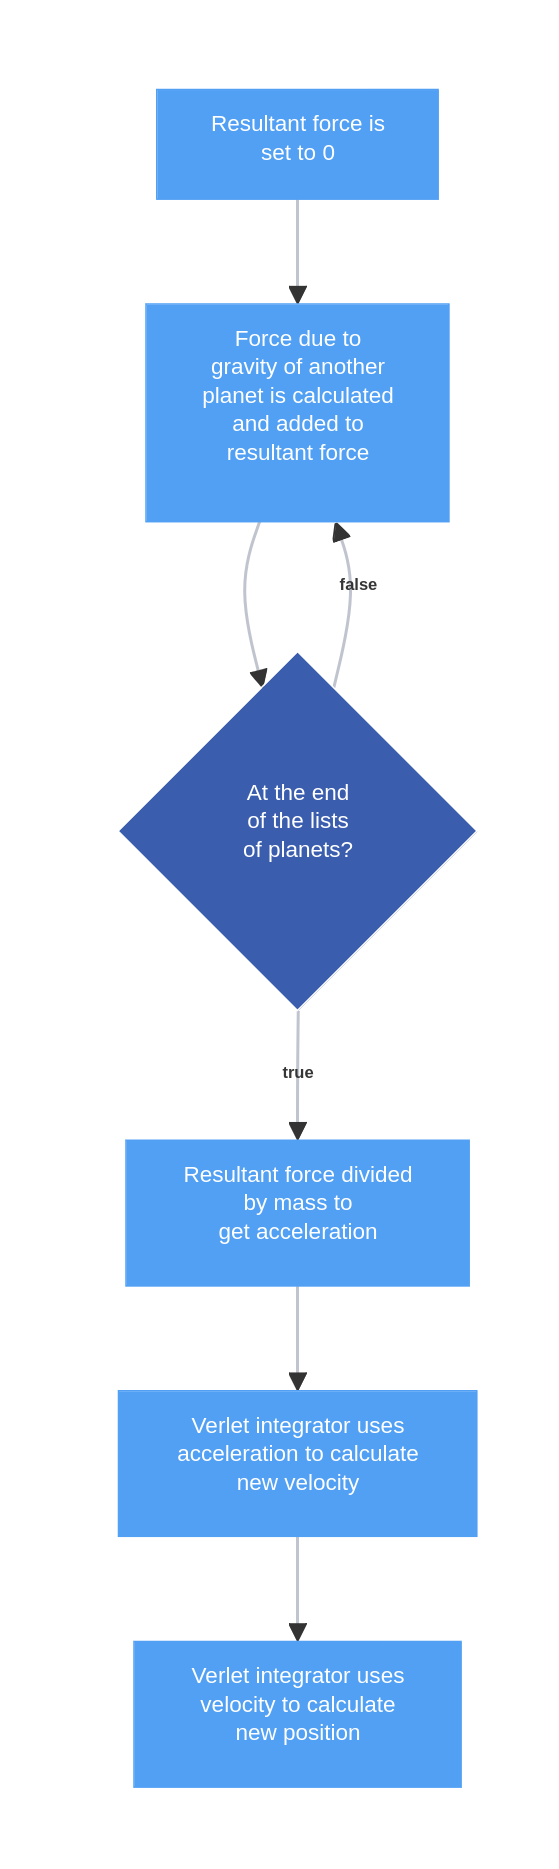 Resultant force is
set to 0
Force due to
gravity of another
planet is calculated
and added to
resultant force
false
At the end
of the lists
of planets?
true
Resultant force divided
by mass to
get acceleration
Verlet integrator uses
acceleration to calculate
new velocity
Verlet integrator uses
velocity to calculate
new position